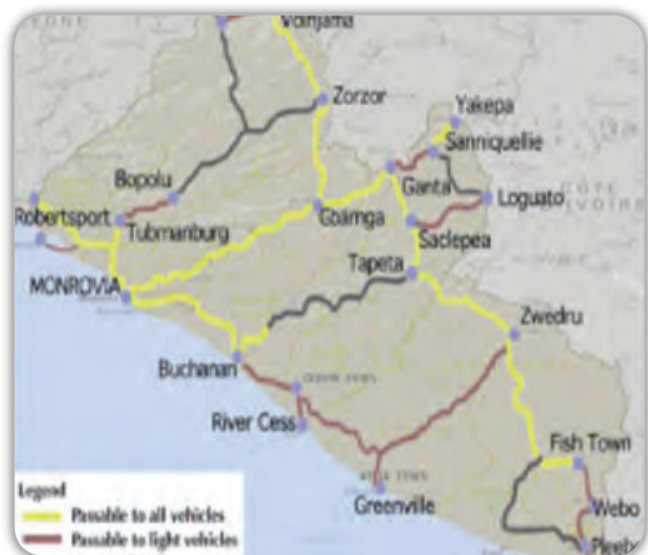 Voinjama
Zorzor
Yakepa
Sanniquellie
Bopolu
Ganta
Loguato
Robertsport
Tubmanburg
Gbarnga
Saclepea
Tapeta
MONROVIA
Zwedru
Buchanan
River Cess
Fish Town
Greenville
Webo
Pleebo
Legend
Passable to all vehicles
Passable to light vehicles